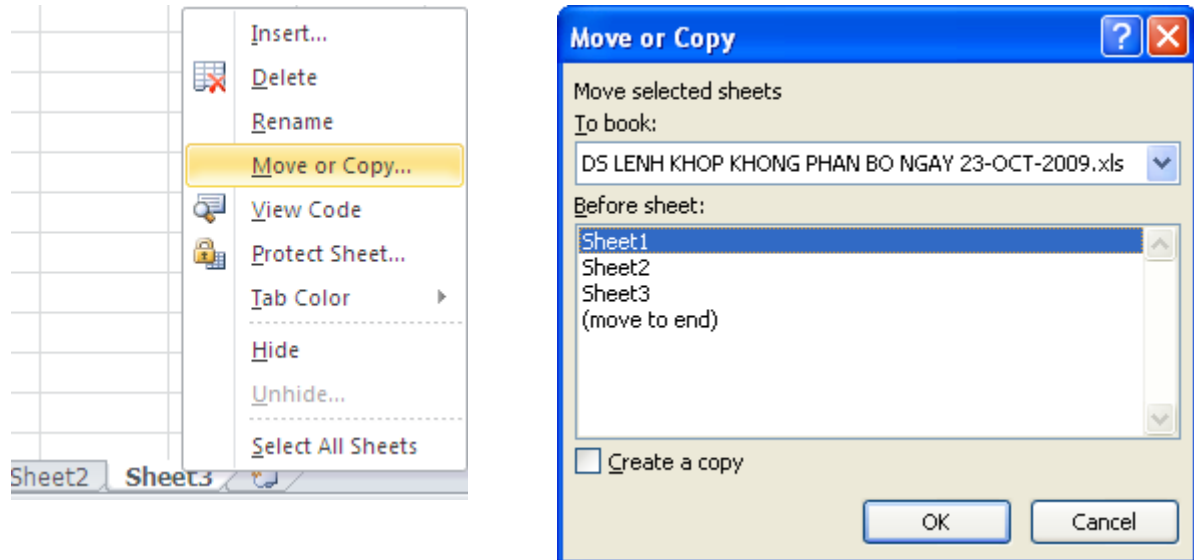 Insert...
Delete
Rename
Move or Copy...
View Code
Protect Sheet...
Tab Color
Hide
Unhide...
Select All Sheets
Sheet2 Sheet3
Move or Copy
Move selected sheets
To book:
DS LENH KHOP KHONG PHAN BO NGAY 23-OCT-2009.xls
Before sheet:
Sheet1
Sheet2
Sheet3
(move to end)
Create a copy
OK Cancel